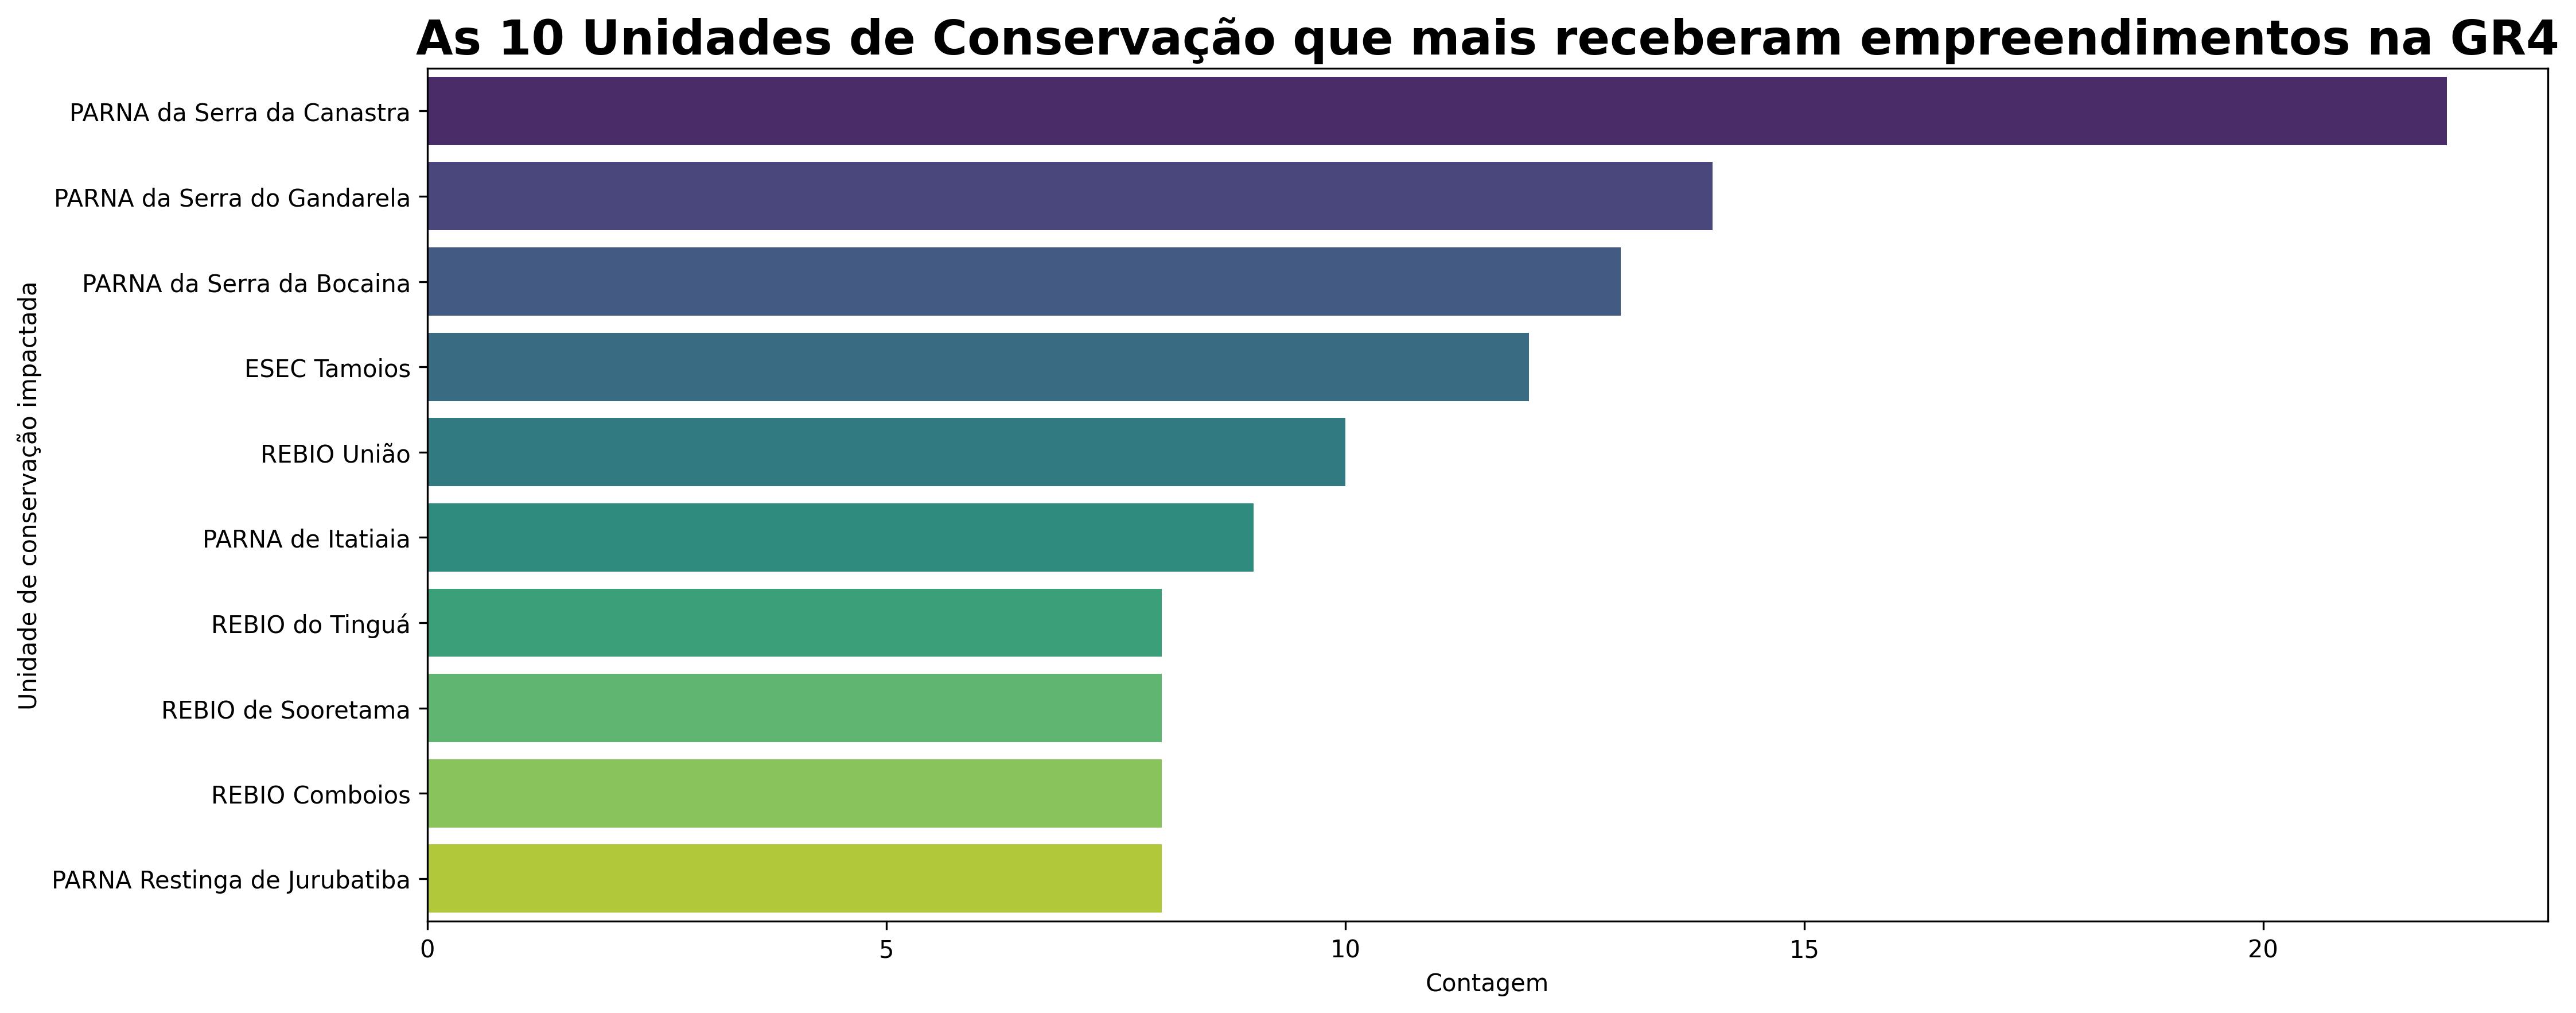 As 10 Unidades de Conservação que mais receberam empreendimentos na GR4
Unidade de conservação impactada
PARNA da Serra da Canastra
PARNA da Serra do Gandarela
PARNA da Serra da Bocaina
ESEC Tamoios
REBIO União
PARNA de Itatiaia
REBIO do Tinguá
REBIO de Sooretama
REBIO Comboios
PARNA Restinga de Jurubatiba
0 5 10 15 20
Contagem